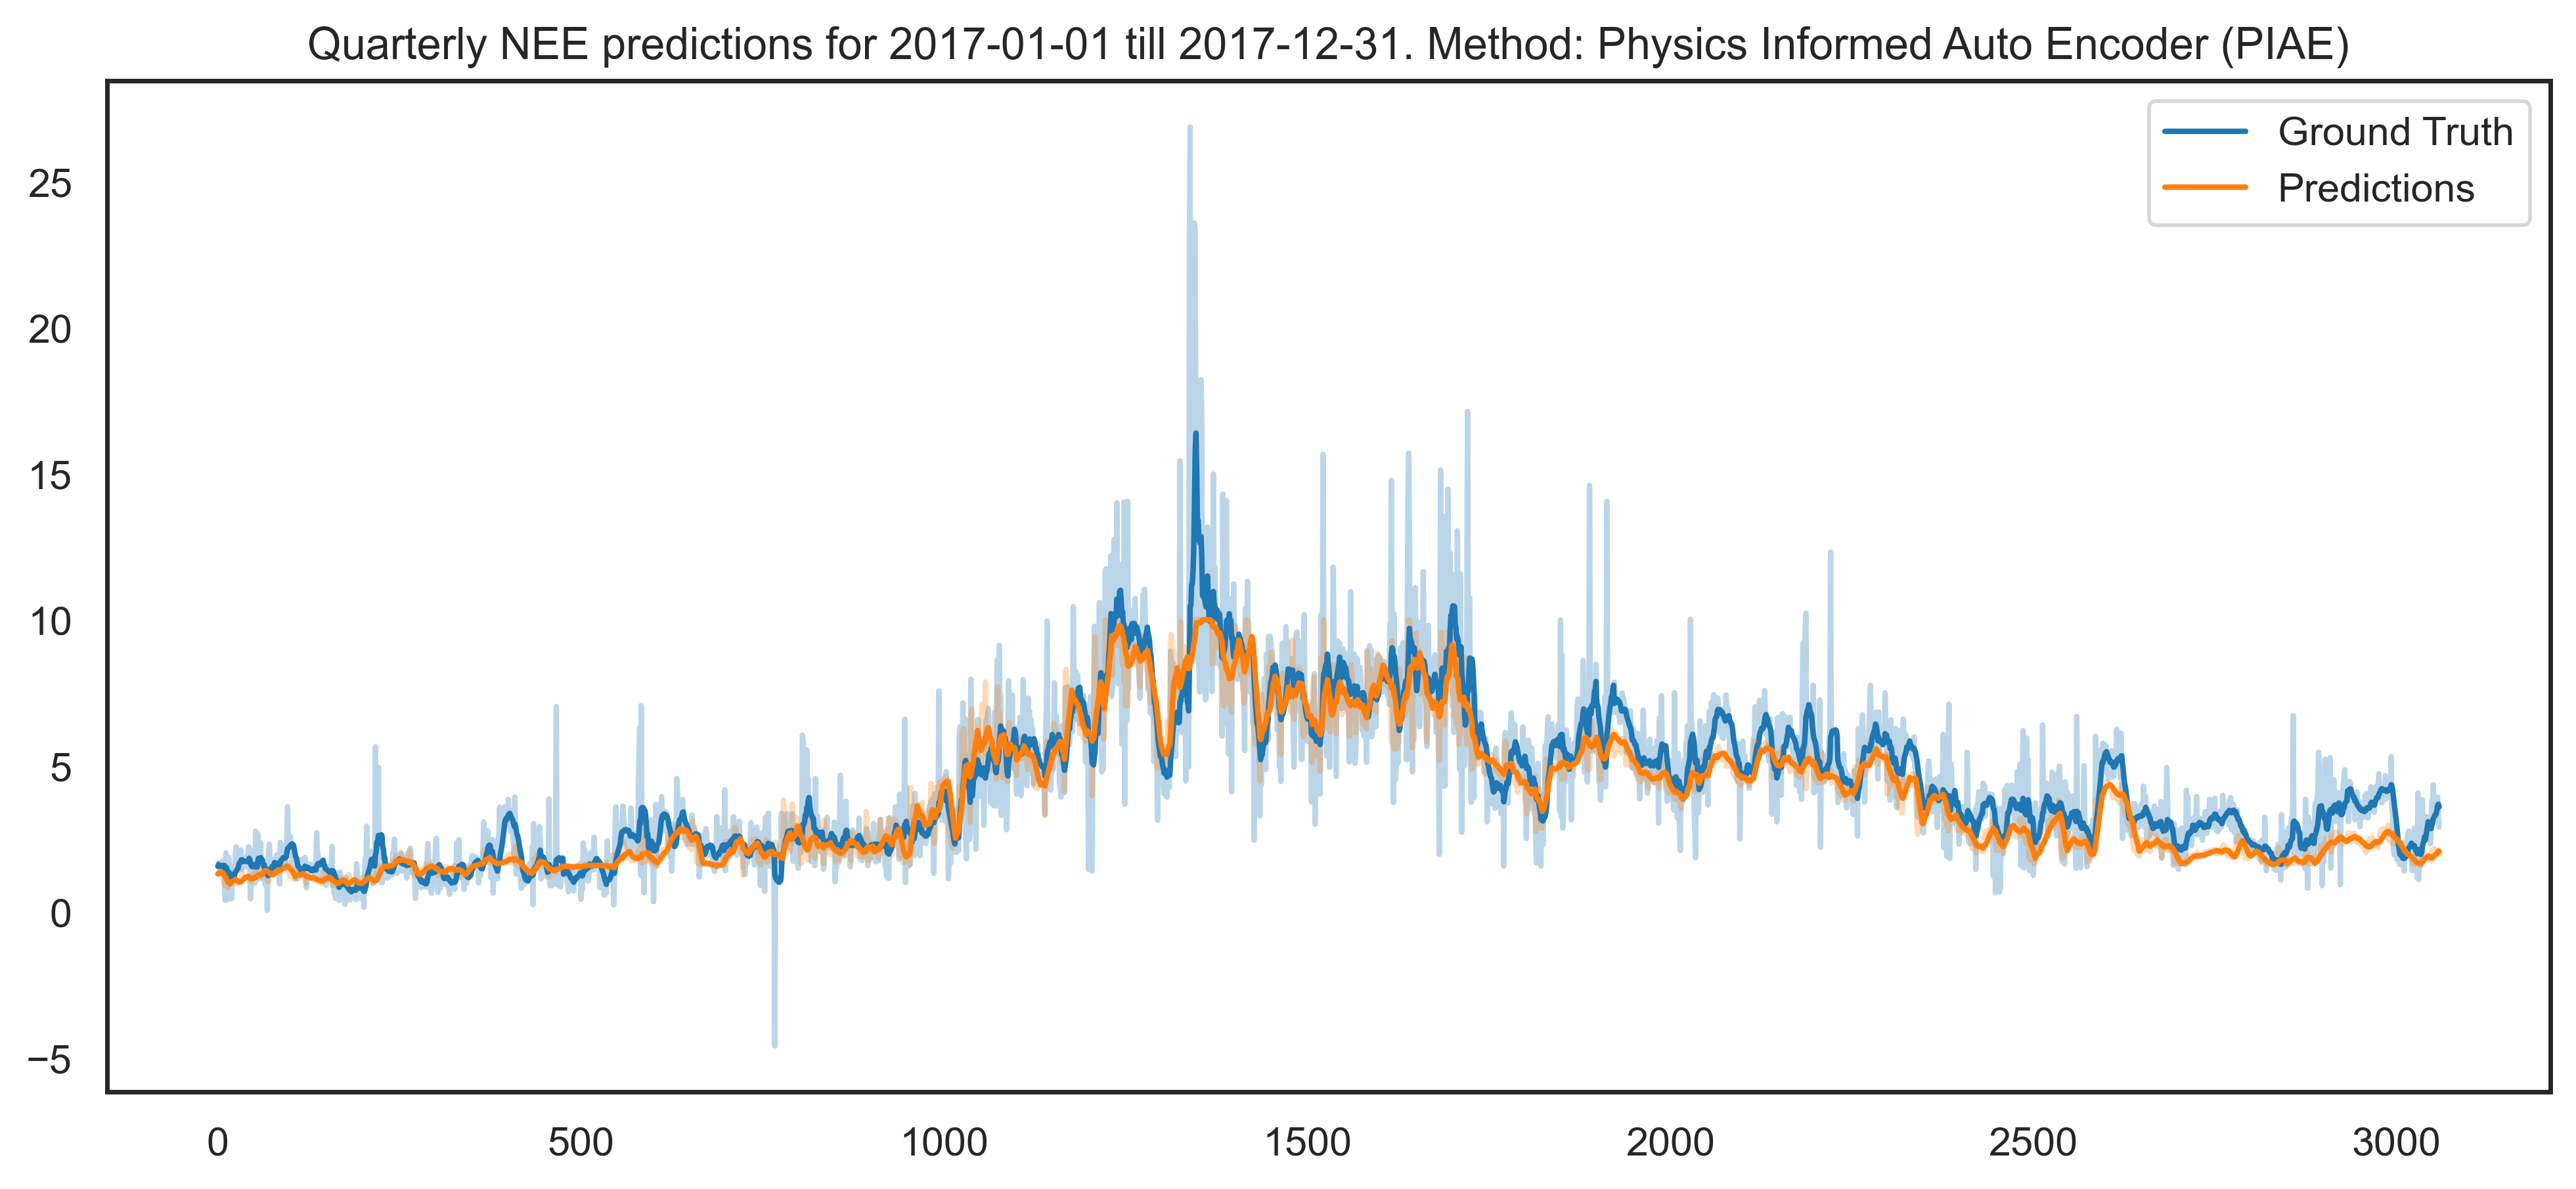 Quarterly NEE predictions for 2017-01-01 till 2017-12-31. Method: Physics Informed Auto Encoder (PIAE)
Ground Truth
Predictions
25
20
15
10
5
0
−5
0 500 1000 1500 2000 2500 3000